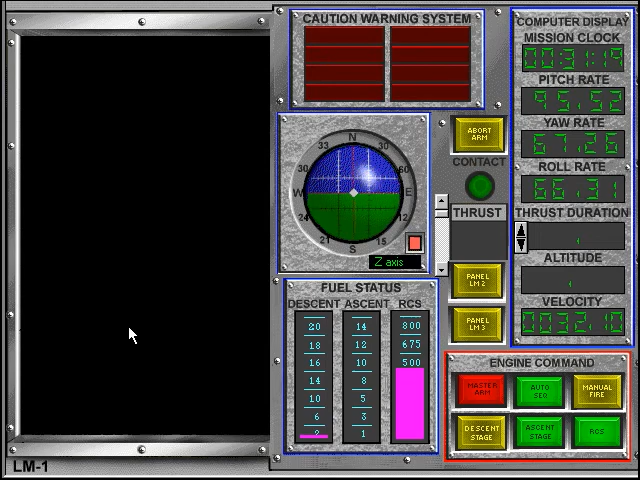 CAUTION WARNING SYSTEM
COMPUTER DISPLAY
MISSION CLOCK
00:31:19
PITCH RATE
95.52
YAW RATE
67.26
ROLL RATE
66.31
THRUST DURATION
ALTITUDE
VELOCITY
0032.10
N
33
30
30
W
E
24
12
21
15
S
Z axis
ABORT
ARM
CONTACT
THRUST
PANEL
LM 2
PANEL
LM 3
FUEL STATUS
DESCENT ASCENT RCS
20 14 800
18 12 675
16 10 500
14 8
10 5
6 3
2 1
ENGINE COMMAND
MASTER
ARM
AUTO
SEQ
MANUAL
FIRE
DESCENT
STAGE
ASCENT
STAGE
RCS
LM-1